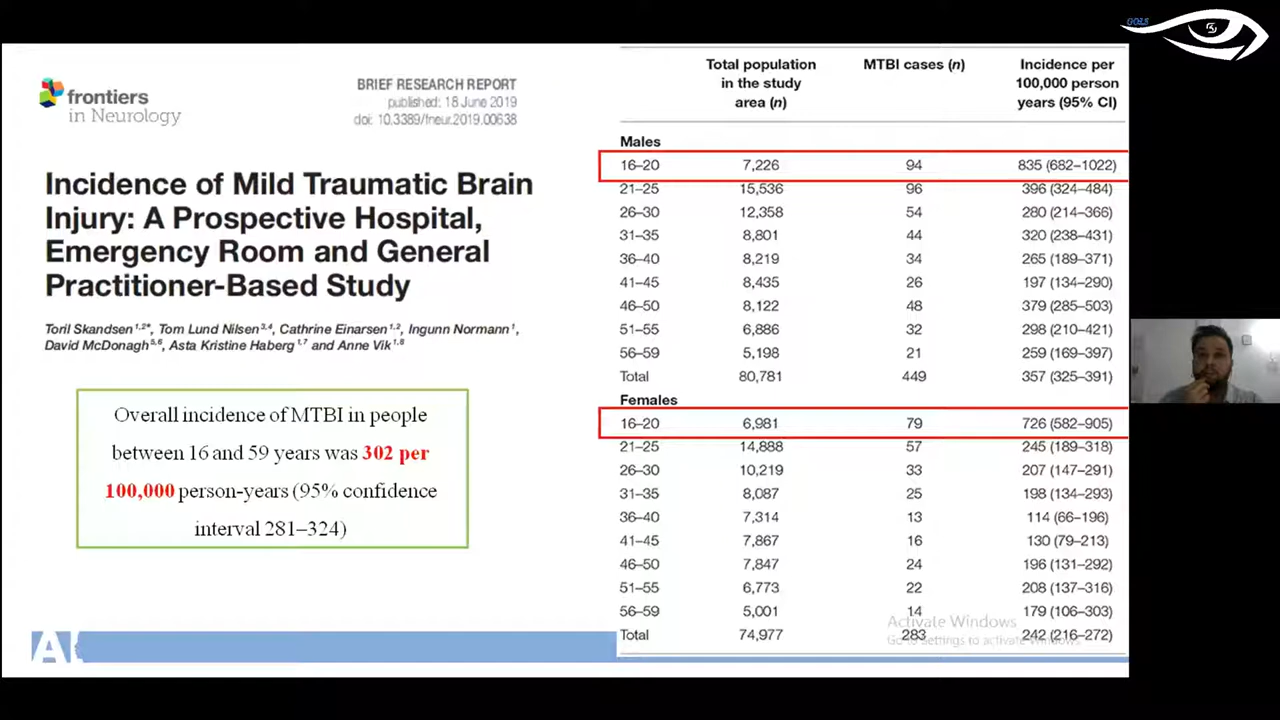 GOLS
frontiers
in Neurology
BRIEF RESEARCH REPORT
published: 18 June 2019
doi: 10.3389/fneur.2019.00638
Incidence of Mild Traumatic Brain
Injury: A Prospective Hospital,
Emergency Room and General
Practitioner-Based Study
Toril Skandsen 1,2*, Tom Lund Nilsen 3,4, Cathrine Einarsen 1,2, Ingunn Normann 1,
David McDonagh 5,6, Asta Kristine Haberg 1,7 and Anne Vik 1,8
Overall incidence of MTBI in people
between 16 and 59 years was 302 per
100,000 person-years (95% confidence
interval 281–324)
Total population in the study area (n) MTBI cases (n) Incidence per 100,000 person years (95% CI)
Males
16–20 7,226 94 835 (682–1022)
21–25 15,536 96 396 (324–484)
26–30 12,358 54 280 (214–366)
31–35 8,801 44 320 (238–431)
36–40 8,219 34 265 (189–371)
41–45 8,435 26 197 (134–290)
46–50 8,122 48 379 (285–503)
51–55 6,886 32 298 (210–421)
56–59 5,198 21 259 (169–397)
Total 80,781 449 357 (325–391)
Females
16–20 6,981 79 726 (582–905)
21–25 14,888 57 245 (189–318)
26–30 10,219 33 207 (147–291)
31–35 8,087 25 198 (134–293)
36–40 7,314 13 114 (66–196)
41–45 7,867 16 130 (79–213)
46–50 7,847 24 196 (131–292)
51–55 6,773 22 208 (137–316)
56–59 5,001 14 179 (106–303)
Total 74,977 283 242 (216–272)
Activate Windows
Go to Settings to activate Windows.